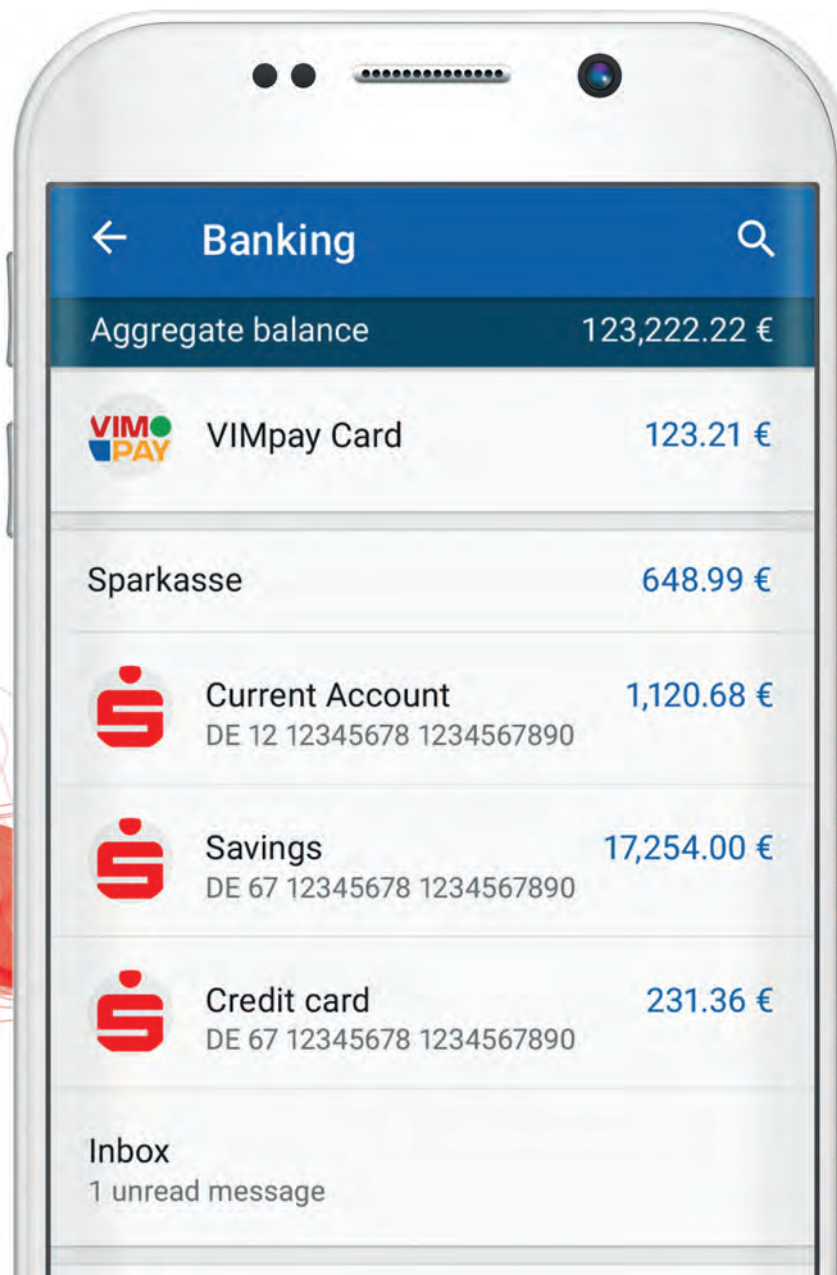 Banking
Aggregate balance 123,222.22 €
VIM PAY VIMpay Card 123.21 €
Sparkasse 648.99 €
Current Account 1,120.68 €
DE 12 12345678 1234567890
Savings 17,254.00 €
DE 67 12345678 1234567890
Credit card 231.36 €
DE 67 12345678 1234567890
Inbox
1 unread message